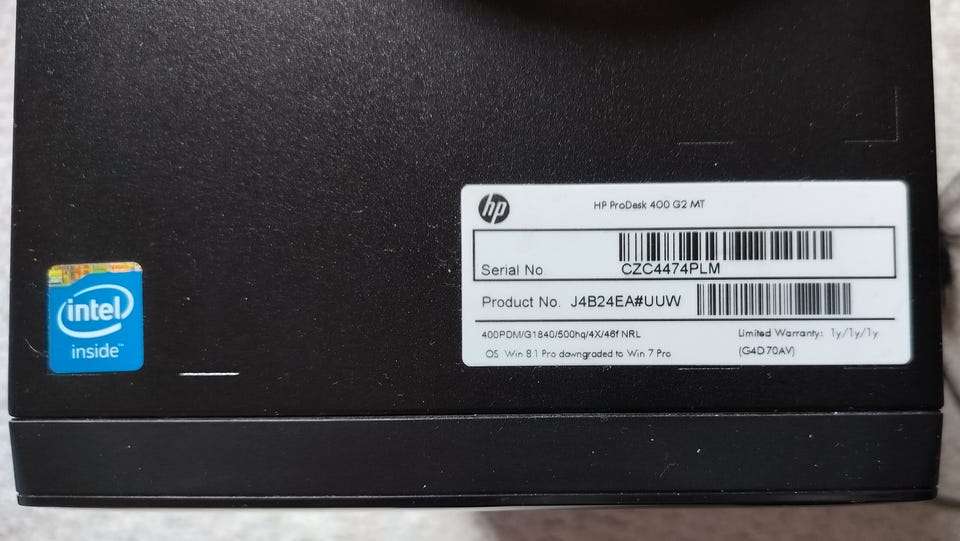 hp
HP ProDesk 400 G2 MT
Serial No
CZC4474PLM
Product No. J4B24EA#UUW
400PDM/G1840/500hq/4X/46f NRL
Limited Warranty: 1y/1y/1y
OS Win 8.1 Pro downgraded to Win 7 Pro
(G4D70AV)
intel
inside™